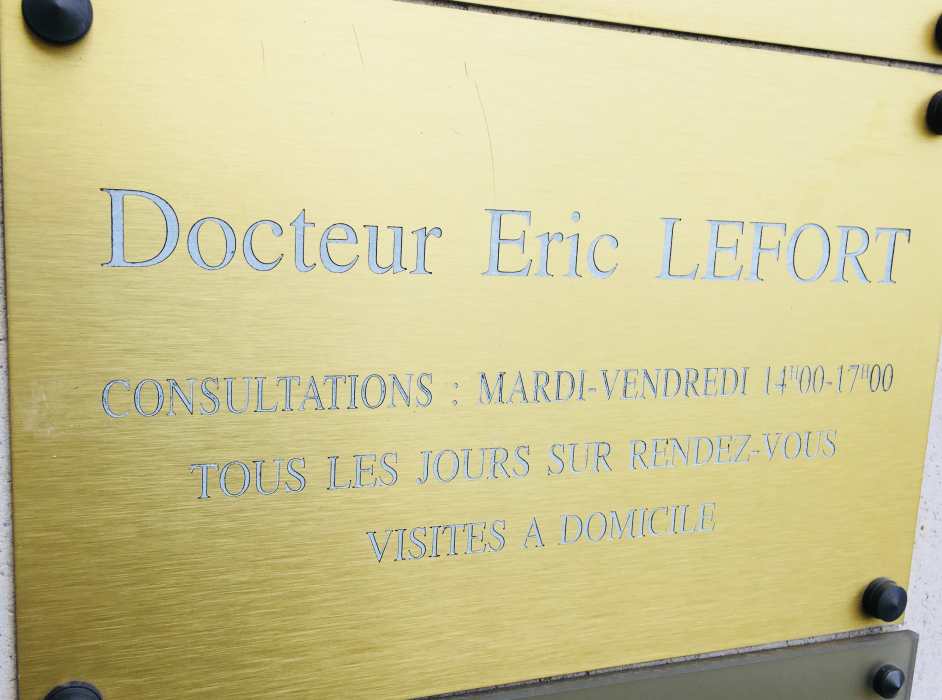 Docteur Eric LEFORT
CONSULTATIONS : MARDI-VENDREDI 14H00-17H00
TOUS LES JOURS SUR RENDEZ-VOUS
VISITES A DOMICILE